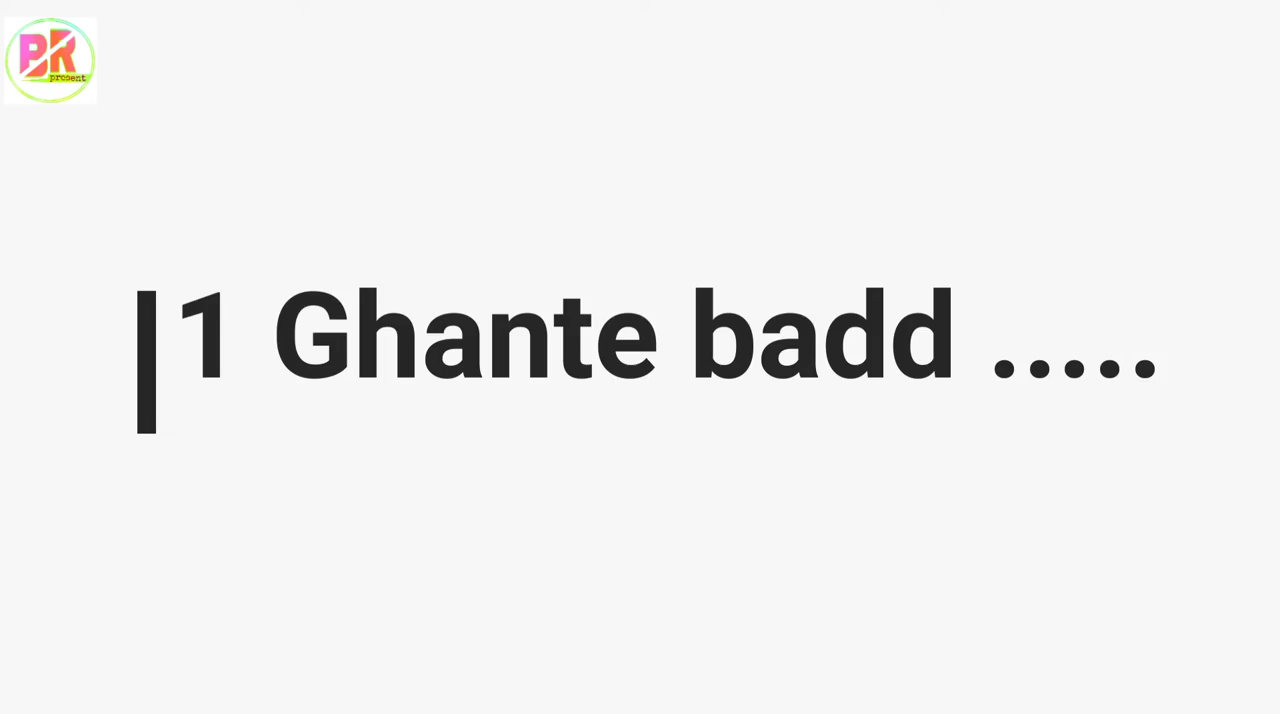 BR
present
1 Ghante badd .....